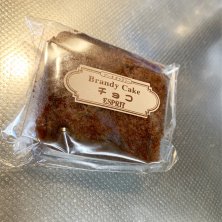 Brandy Cake
チョコ
ESPRIT